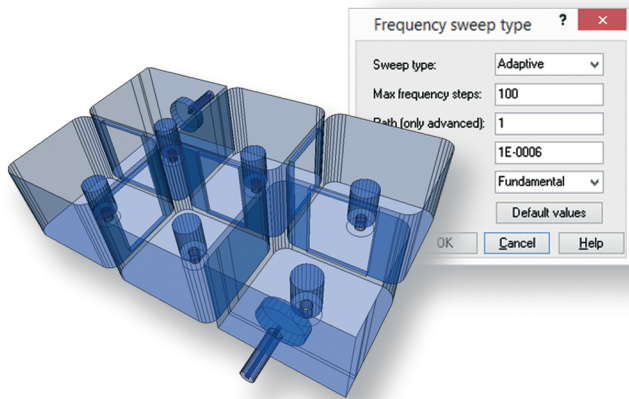 Frequency sweep type ?
Sweep type: Adaptive
Max frequency steps: 100
Path (only advanced): 1
1E-0006
Fundamental
Default values
OK Cancel Help